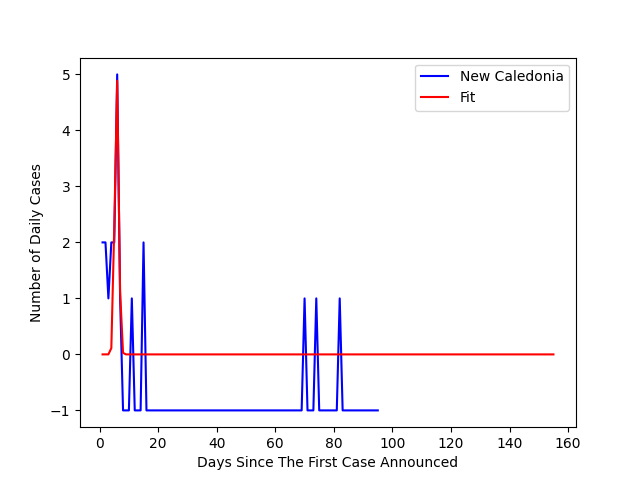 New Caledonia
Fit
5
4
3
2
1
0
−1
Number of Daily Cases
0 20 40 60 80 100 120 140 160
Days Since The First Case Announced